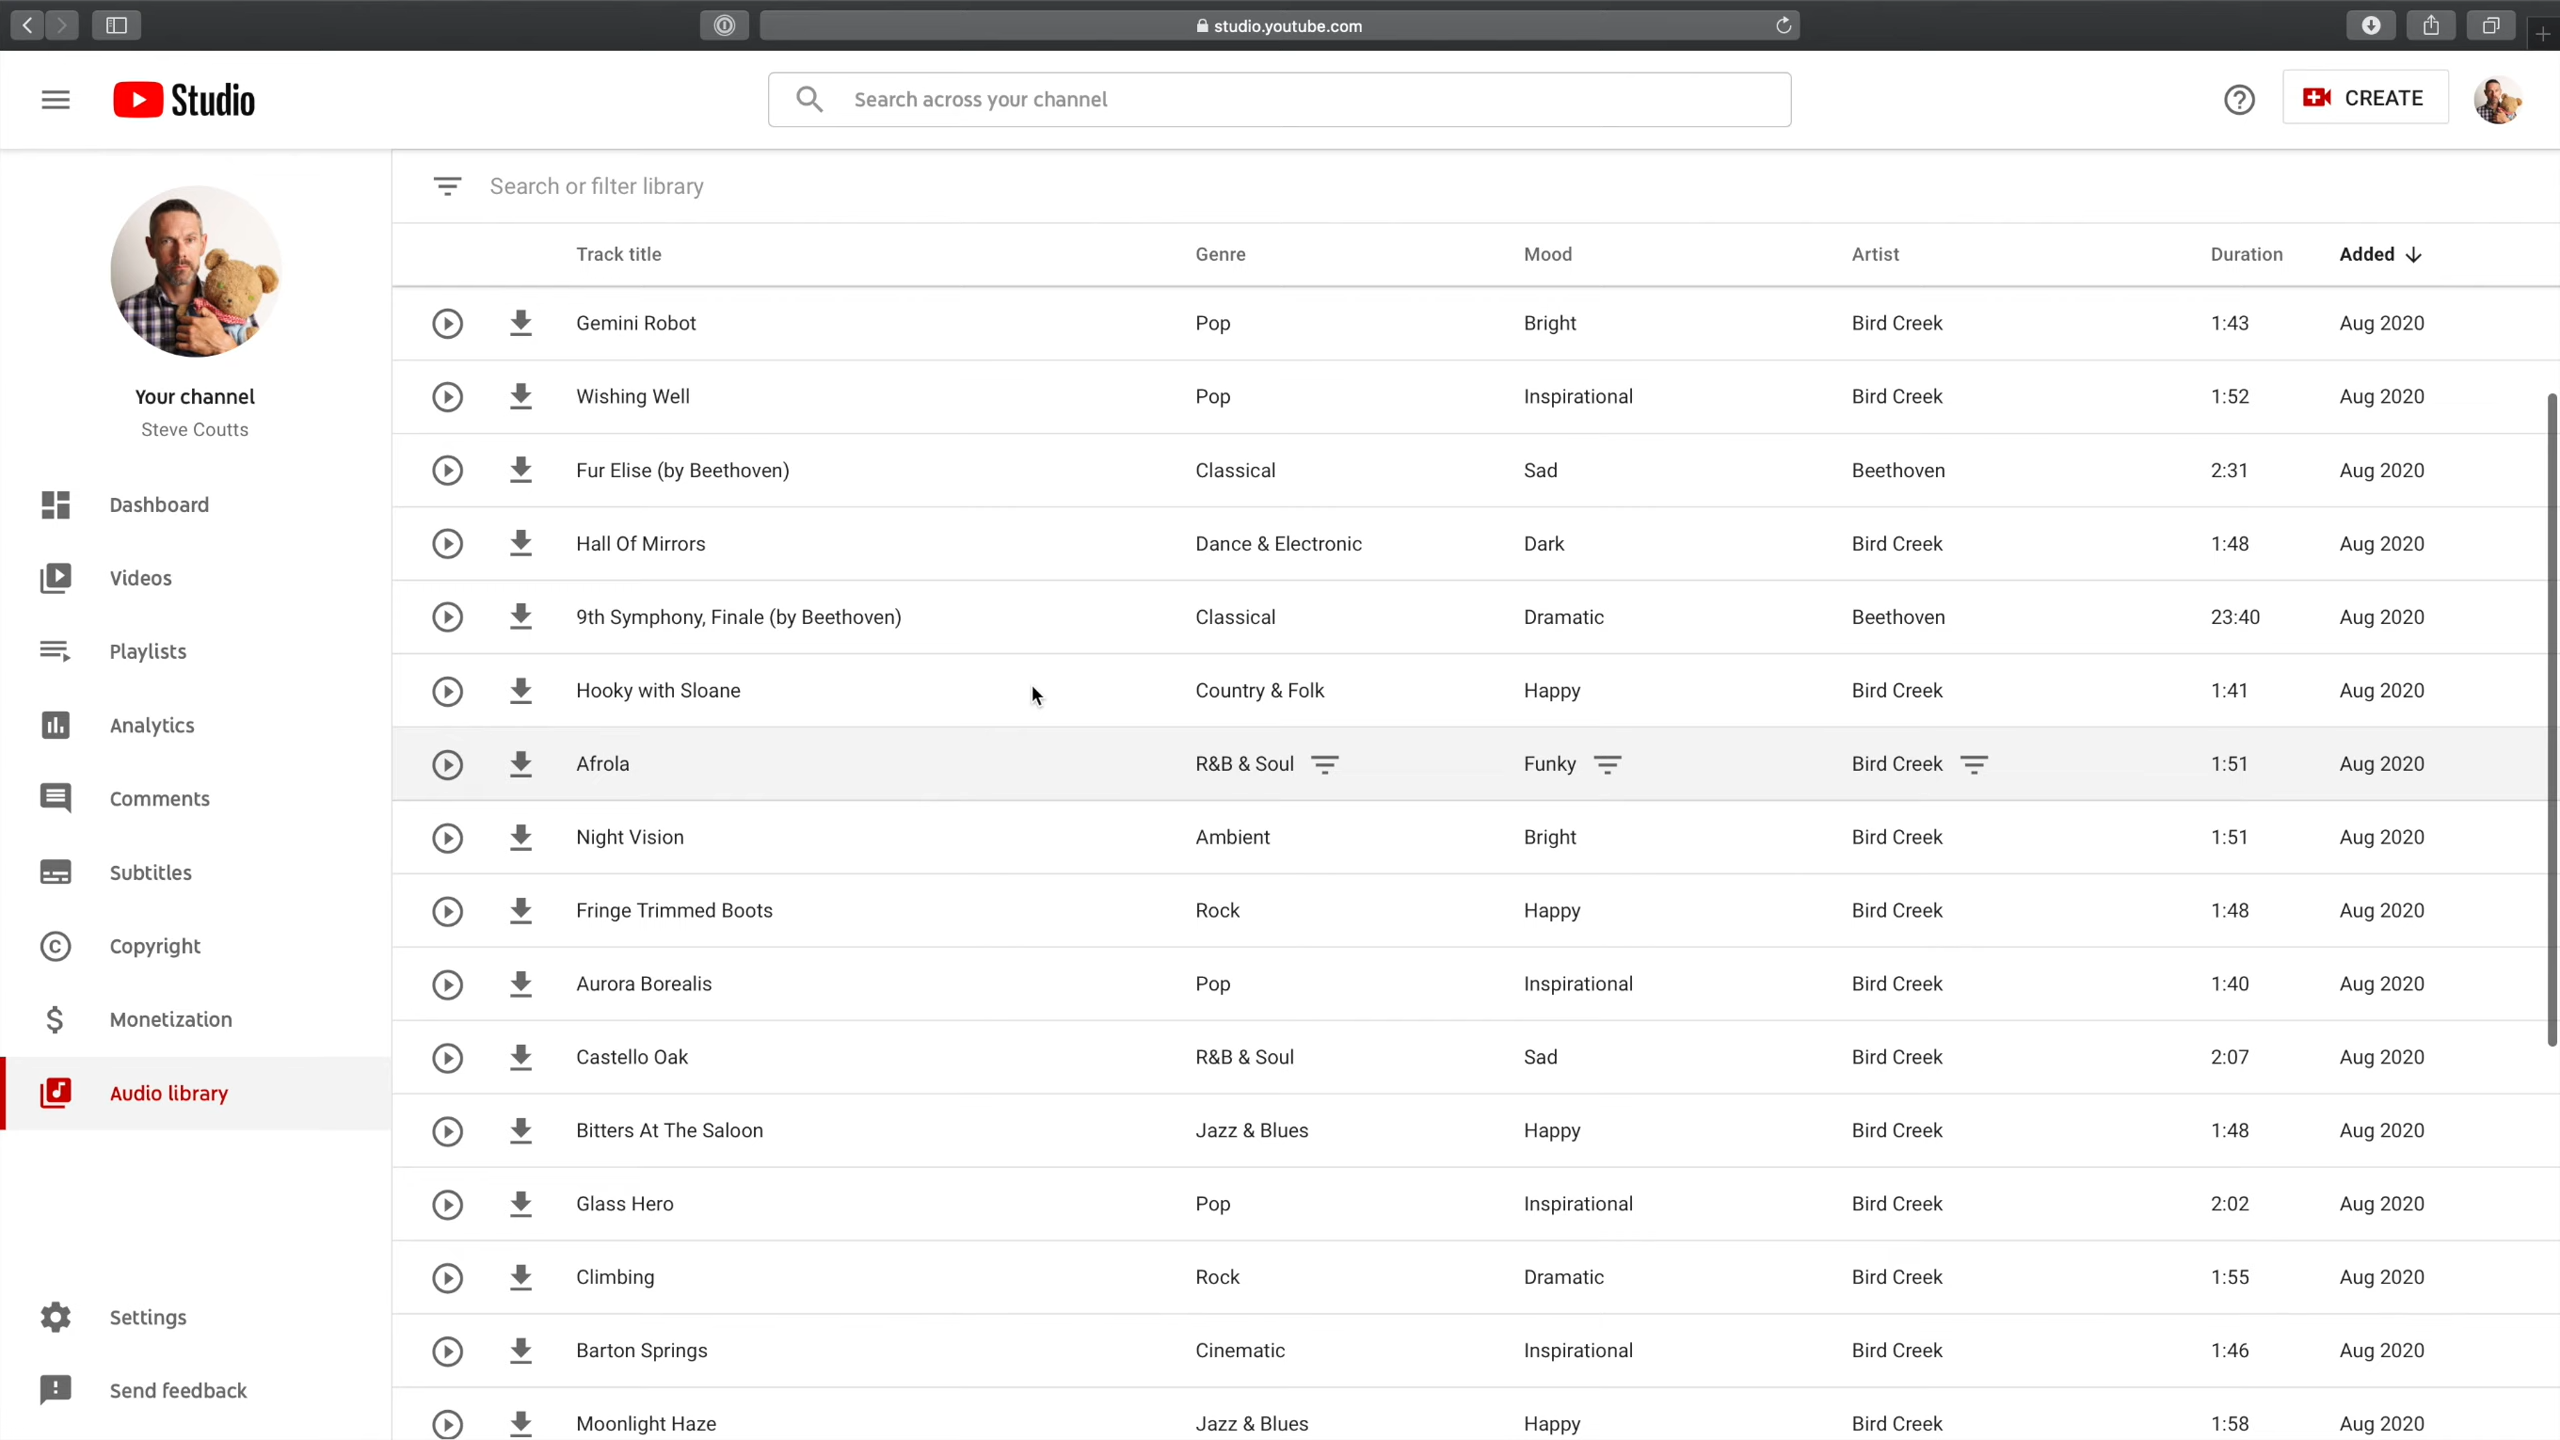 studio.youtube.com
Studio
Search across your channel
CREATE
Your channel
Steve Coutts
Dashboard
Videos
Playlists
Analytics
Comments
Subtitles
Copyright
Monetization
Audio library
Settings
Send feedback
Search or filter library
Track title Genre Mood Artist Duration Added
Gemini Robot Pop Bright Bird Creek 1:43 Aug 2020
Wishing Well Pop Inspirational Bird Creek 1:52 Aug 2020
Fur Elise (by Beethoven) Classical Sad Beethoven 2:31 Aug 2020
Hall Of Mirrors Dance & Electronic Dark Bird Creek 1:48 Aug 2020
9th Symphony, Finale (by Beethoven) Classical Dramatic Beethoven 23:40 Aug 2020
Hooky with Sloane Country & Folk Happy Bird Creek 1:41 Aug 2020
Afrola R&B & Soul Funky Bird Creek 1:51 Aug 2020
Night Vision Ambient Bright Bird Creek 1:51 Aug 2020
Fringe Trimmed Boots Rock Happy Bird Creek 1:48 Aug 2020
Aurora Borealis Pop Inspirational Bird Creek 1:40 Aug 2020
Castello Oak R&B & Soul Sad Bird Creek 2:07 Aug 2020
Bitters At The Saloon Jazz & Blues Happy Bird Creek 1:48 Aug 2020
Glass Hero Pop Inspirational Bird Creek 2:02 Aug 2020
Climbing Rock Dramatic Bird Creek 1:55 Aug 2020
Barton Springs Cinematic Inspirational Bird Creek 1:46 Aug 2020
Moonlight Haze Jazz & Blues Happy Bird Creek 1:58 Aug 2020